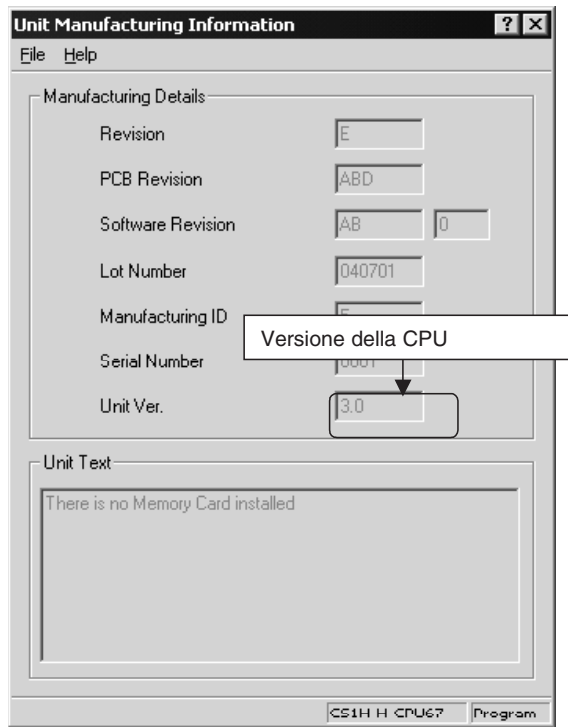 Unit Manufacturing Information
File Help
Manufacturing Details
Revision E
PCB Revision ABD
Software Revision AB 0
Lot Number 040701
Manufacturing ID
Versione della CPU
Serial Number 0001
Unit Ver. 3.0
Unit Text
There is no Memory Card installed
CS1H-H CPU67 Program